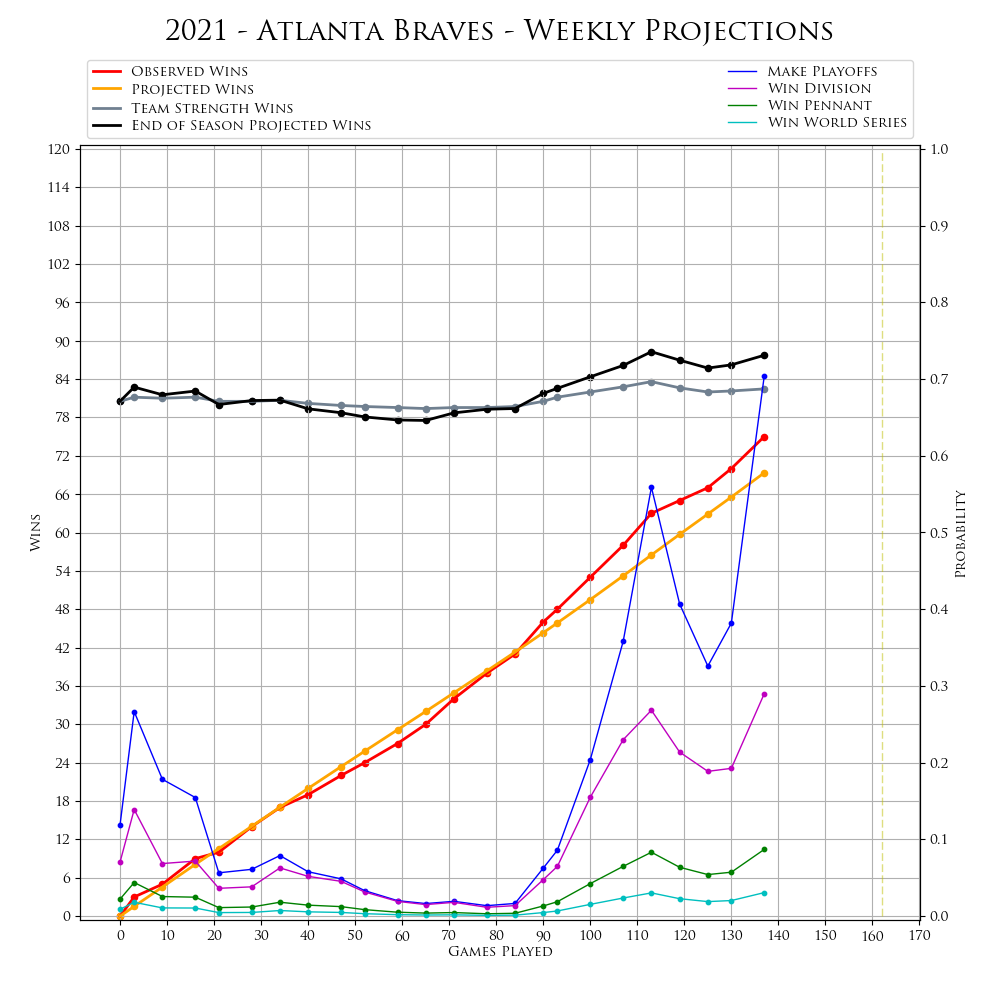 2021 - Atlanta Braves - Weekly Projections
Observed Wins
Projected Wins
Team Strength Wins
End of Season Projected Wins
Make Playoffs
Win Division
Win Pennant
Win World Series
120
114
108
102
96
90
84
78
72
66
60
54
48
42
36
30
24
18
12
6
0
Wins
1.0
0.9
0.8
0.7
0.6
0.5
0.4
0.3
0.2
0.1
0.0
Probability
0 10 20 30 40 50 60 70 80 90 100 110 120 130 140 150 160 170
Games Played